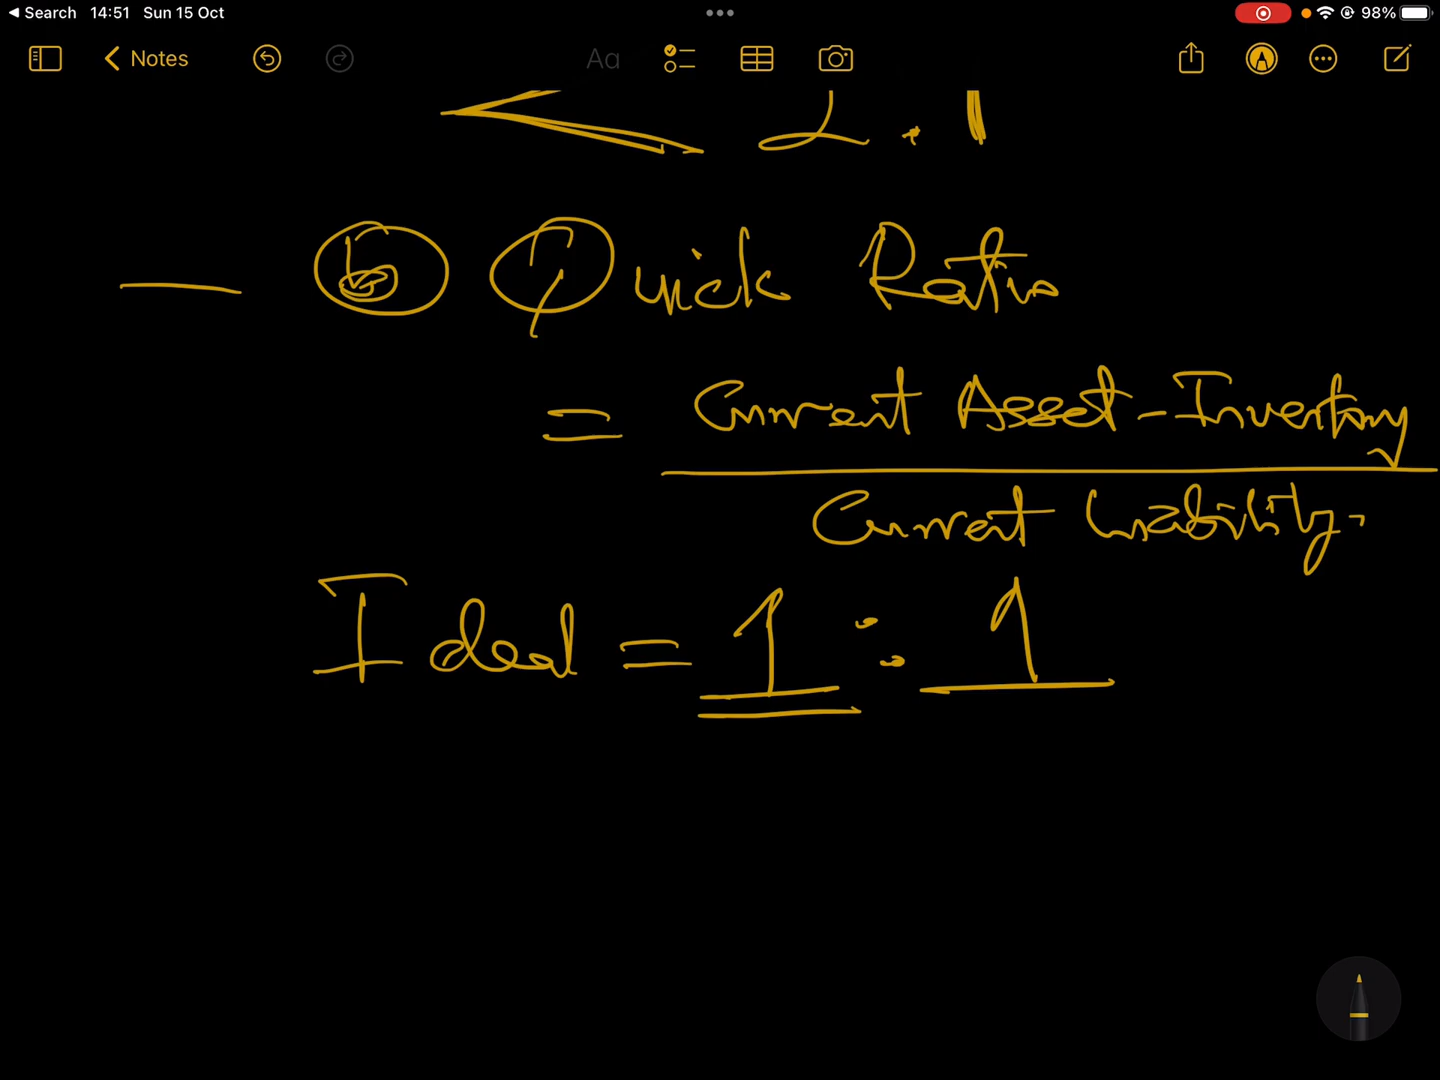 Search 14:51 Sun 15 Oct 98%
Notes Aa
2.1
b Quick Ratio
= Current Asset-Inventory
Current Liability.
Ideal = 1 : 1